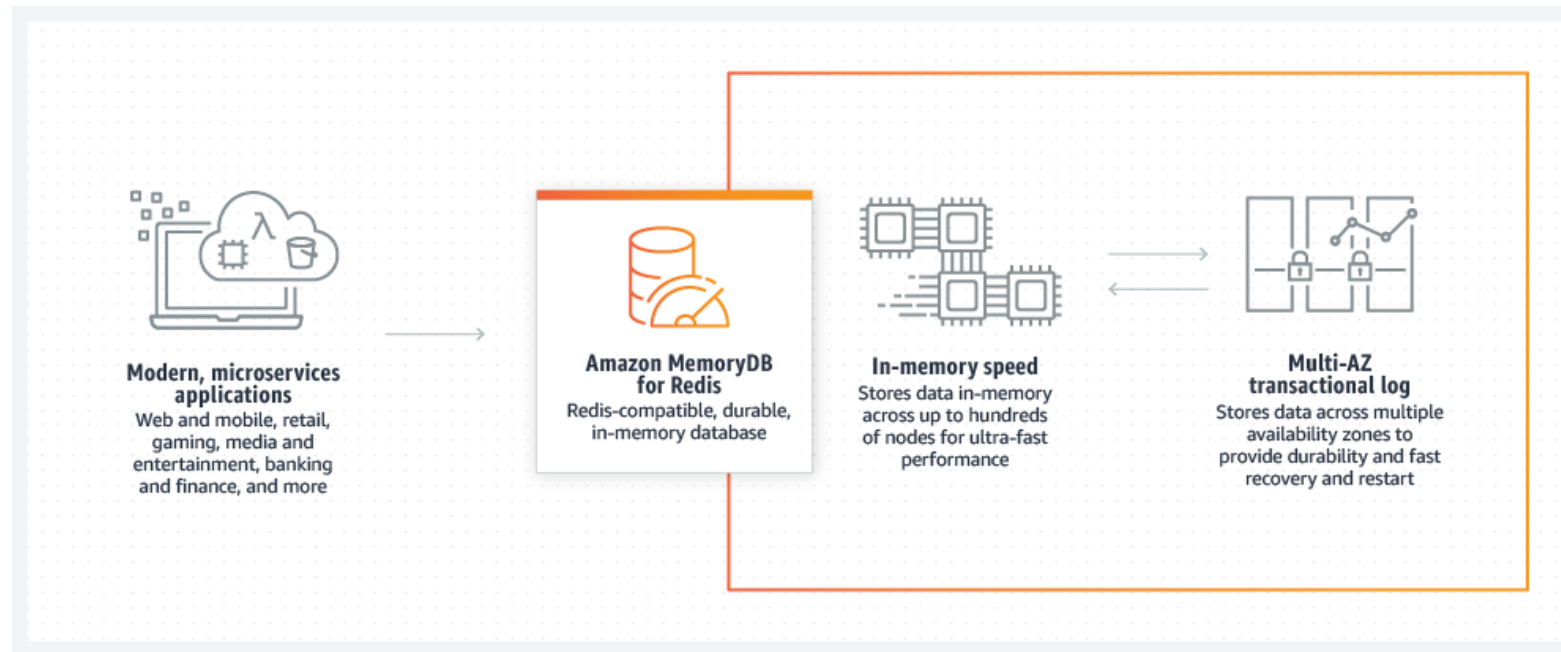 Modern, microservices
applications
Web and mobile, retail,
gaming, media and
entertainment, banking
and finance, and more
Amazon MemoryDB
for Redis
Redis-compatible, durable,
in-memory database
In-memory speed
Stores data in-memory
across up to hundreds
of nodes for ultra-fast
performance
Multi-AZ
transactional log
Stores data across multiple
availability zones to
provide durability and fast
recovery and restart